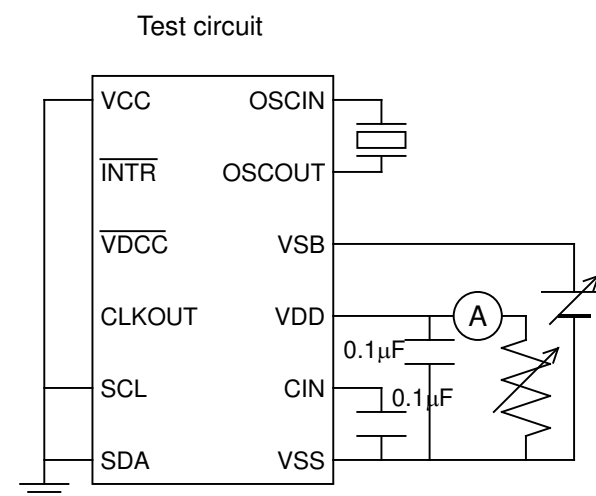 Test circuit
VCC OSCIN
INTR OSCOUT
VDCC VSB
CLKOUT VDD A
0.1μF
SCL CIN 0.1μF
SDA VSS